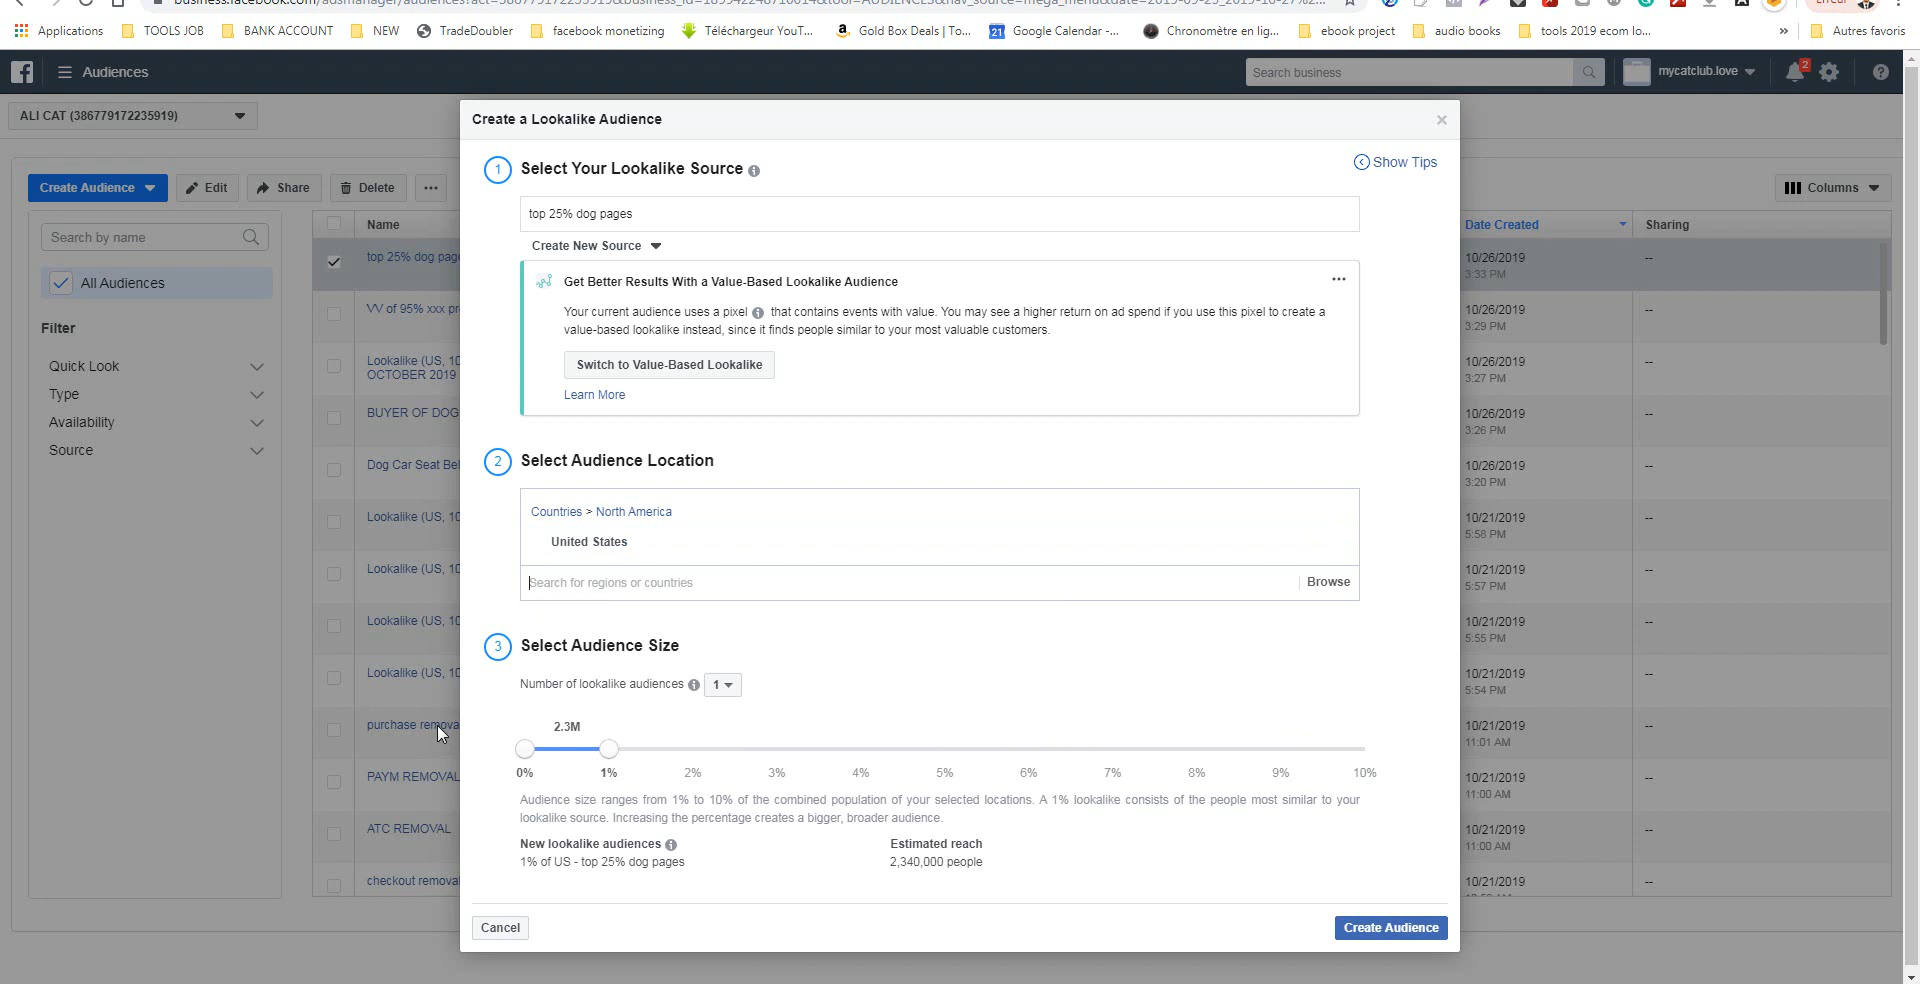 Applications
TOOLS JOB
BANK ACCOUNT
NEW
TradeDoubler
facebook monetizing
Téléchargeur YouT...
Gold Box Deals | To...
Google Calendar -...
Chronomètre en lig...
ebook project
audio books
tools 2019 ecom lo...
»
Autres favoris
Audiences
Search business
mycatclub.love
2
ALI CAT (386779172235919)
Create Audience
Edit
Share
Delete
Columns
Search by name
All Audiences
Filter
Quick Look
Type
Availability
Source
Name
Date Created
Sharing
top 25% dog page
10/26/2019
3:33 PM
--
VV of 95% xxx pr
10/26/2019
3:29 PM
--
Lookalike (US, 10
OCTOBER 2019
10/26/2019
3:27 PM
--
BUYER OF DOG
10/26/2019
3:26 PM
--
Dog Car Seat Bel
10/26/2019
3:20 PM
--
Lookalike (US, 10
10/21/2019
5:58 PM
--
Lookalike (US, 10
10/21/2019
5:57 PM
--
Lookalike (US, 10
10/21/2019
5:55 PM
--
Lookalike (US, 10
10/21/2019
5:54 PM
--
purchase remova
10/21/2019
11:01 AM
--
PAYM REMOVAL
10/21/2019
11:00 AM
--
ATC REMOVAL
10/21/2019
11:00 AM
--
checkout removal
10/21/2019
--
Create a Lookalike Audience
Show Tips
1 Select Your Lookalike Source
top 25% dog pages
Create New Source
Get Better Results With a Value-Based Lookalike Audience
Your current audience uses a pixel that contains events with value. You may see a higher return on ad spend if you use this pixel to create a
value-based lookalike instead, since it finds people similar to your most valuable customers.
Switch to Value-Based Lookalike
Learn More
2 Select Audience Location
Countries > North America
United States
Search for regions or countries
Browse
3 Select Audience Size
Number of lookalike audiences 1
2.3M
0% 1% 2% 3% 4% 5% 6% 7% 8% 9% 10%
Audience size ranges from 1% to 10% of the combined population of your selected locations. A 1% lookalike consists of the people most similar to your
lookalike source. Increasing the percentage creates a bigger, broader audience.
New lookalike audiences
Estimated reach
1% of US - top 25% dog pages
2,340,000 people
Cancel
Create Audience